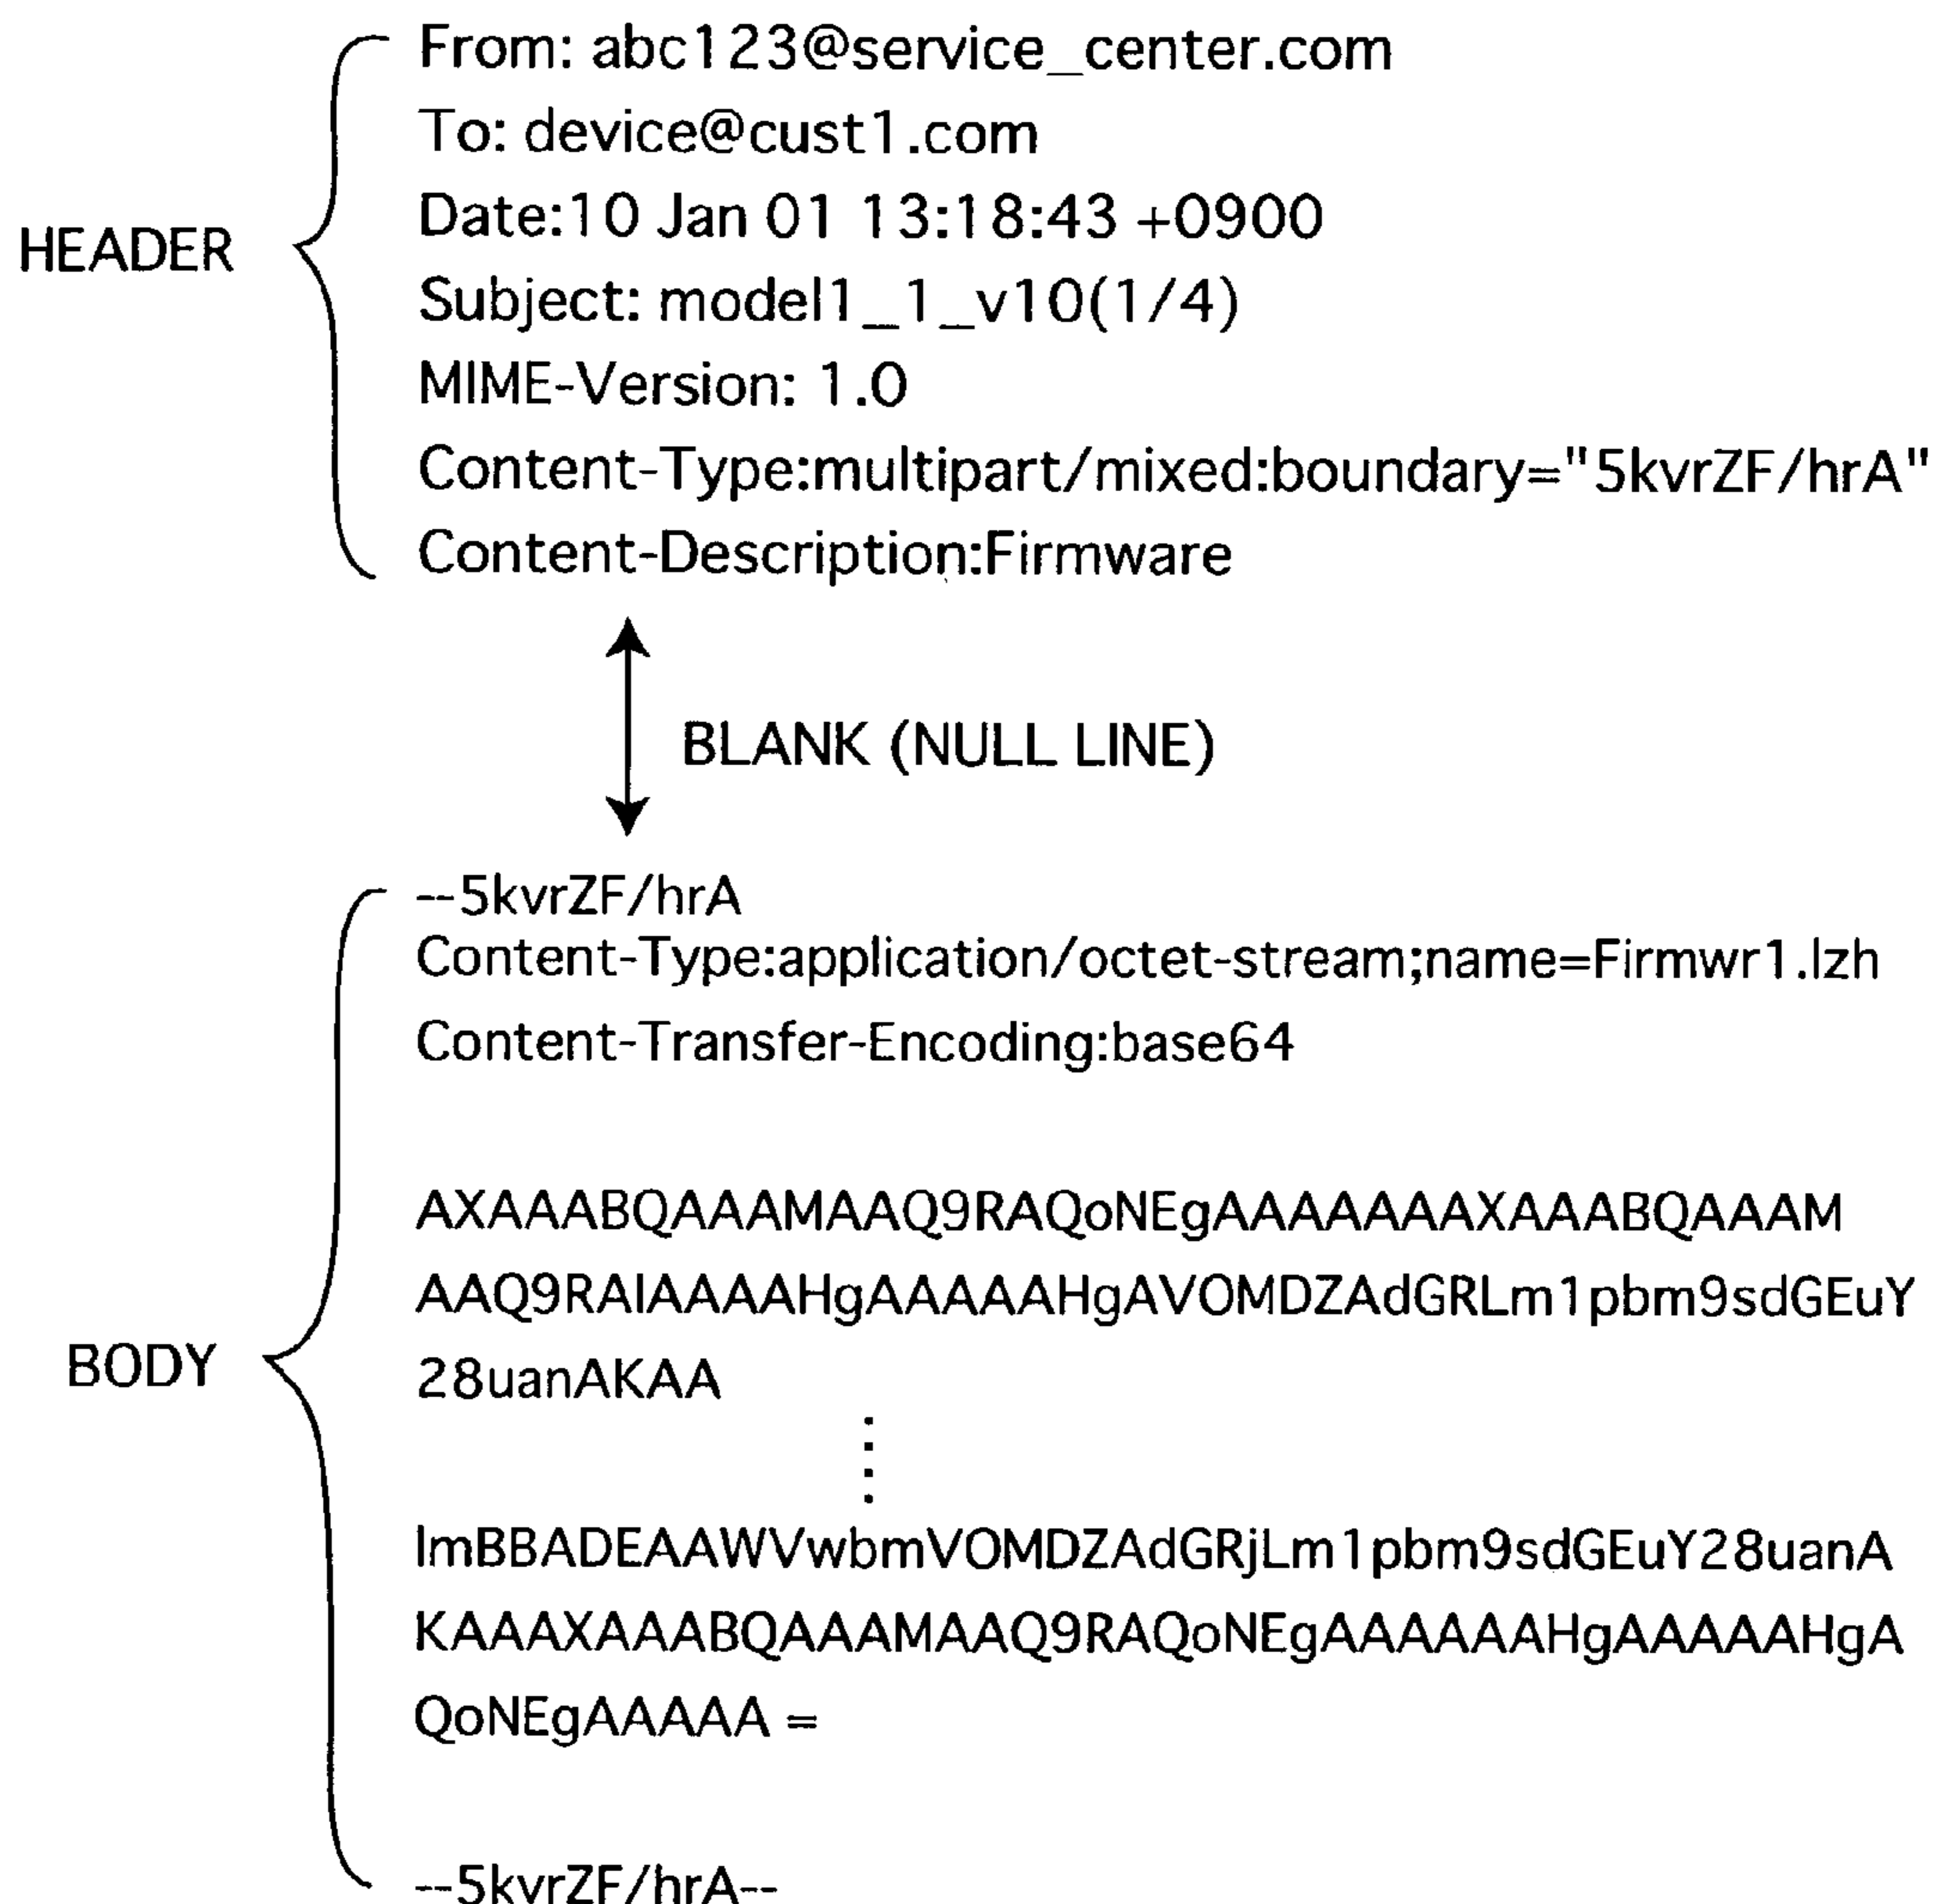 From: abc123@service_center.com
To: device@cust1.com
Date:10 Jan 01 13:18:43 +0900
HEADER
Subject: model1_1_v10(1/4)
MIME-Version: 1.0
Content-Type:multipart/mixed:boundary="5kvrZF/hrA"
Content-Description:Firmware
BLANK (NULL LINE)
--5kvrZF/hrA
Content-Type:application/octet-stream;name=Firmwr1.lzh
Content-Transfer-Encoding:base64
AXAAABQAAAMAAQ9RAQoNEgAAAAAAAXAAABQAAAM
AAQ9RAIAAAAHgAAAAAHgAVOMDZAdGRLm1pbm9sdGEuY
BODY
28uanAKAA
ImBBADEAAWVwbmVOMDZAdGRjLm1pbm9sdGEuY28uanA
KAAAXAAABQAAAMAAQ9RAQoNEgAAAAAAHgAAAAAHgA
QoNEgAAAAA =
--5kvrZF/hrA--